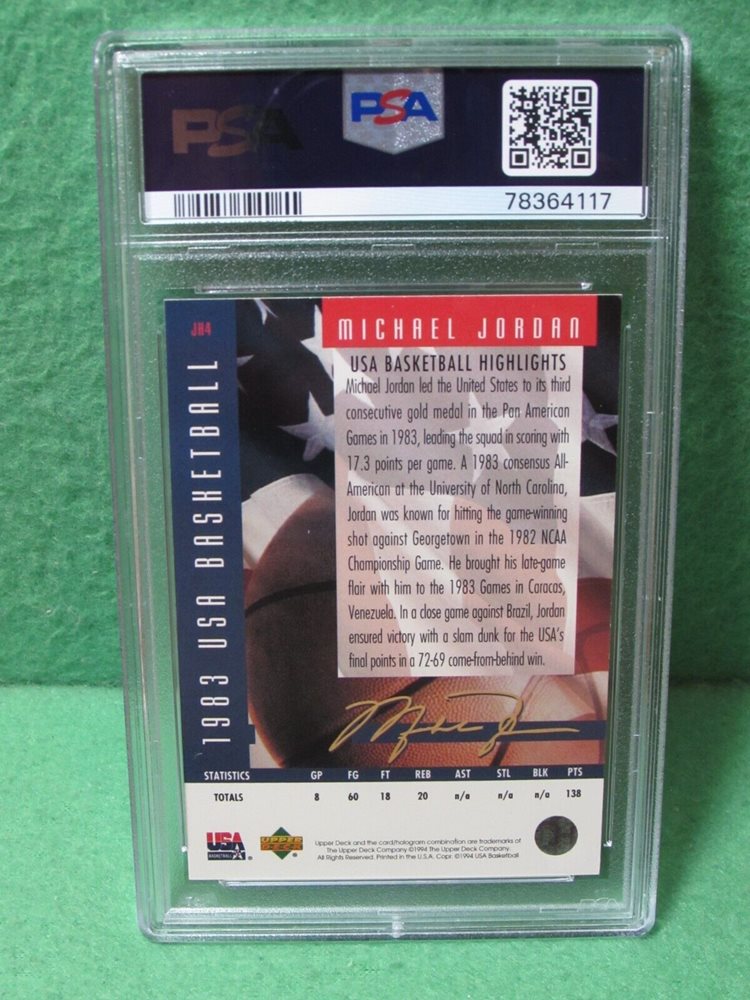 PSA
PSA
78364117
JH4
MICHAEL JORDAN
1983 USA BASKETBALL
USA BASKETBALL HIGHLIGHTS
Michael Jordan led the United States to its third
consecutive gold medal in the Pan American
Games in 1983, leading the squad in scoring with
17.3 points per game. A 1983 consensus All-
American at the University of North Carolina,
Jordan was known for hitting the game-winning
shot against Georgetown in the 1982 NCAA
Championship Game. He brought his late-game
flair with him to the 1983 Games in Caracas,
Venezuela. In a close game against Brazil, Jordan
ensured victory with a slam dunk for the USA's
final points in a 72-69 come-from-behind win.
STATISTICS GP FG FT REB AST STL BLK PTS
TOTALS 8 60 18 20 n/a n/a n/a 138
USA
BASKETBALL
UPPER
DECK
Upper Deck and the card/hologram combination are trademarks of
The Upper Deck Company ©1994 The Upper Deck Company.
All Rights Reserved. Printed in the U.S.A. Copr. ©1994 USA Basketball
PSA